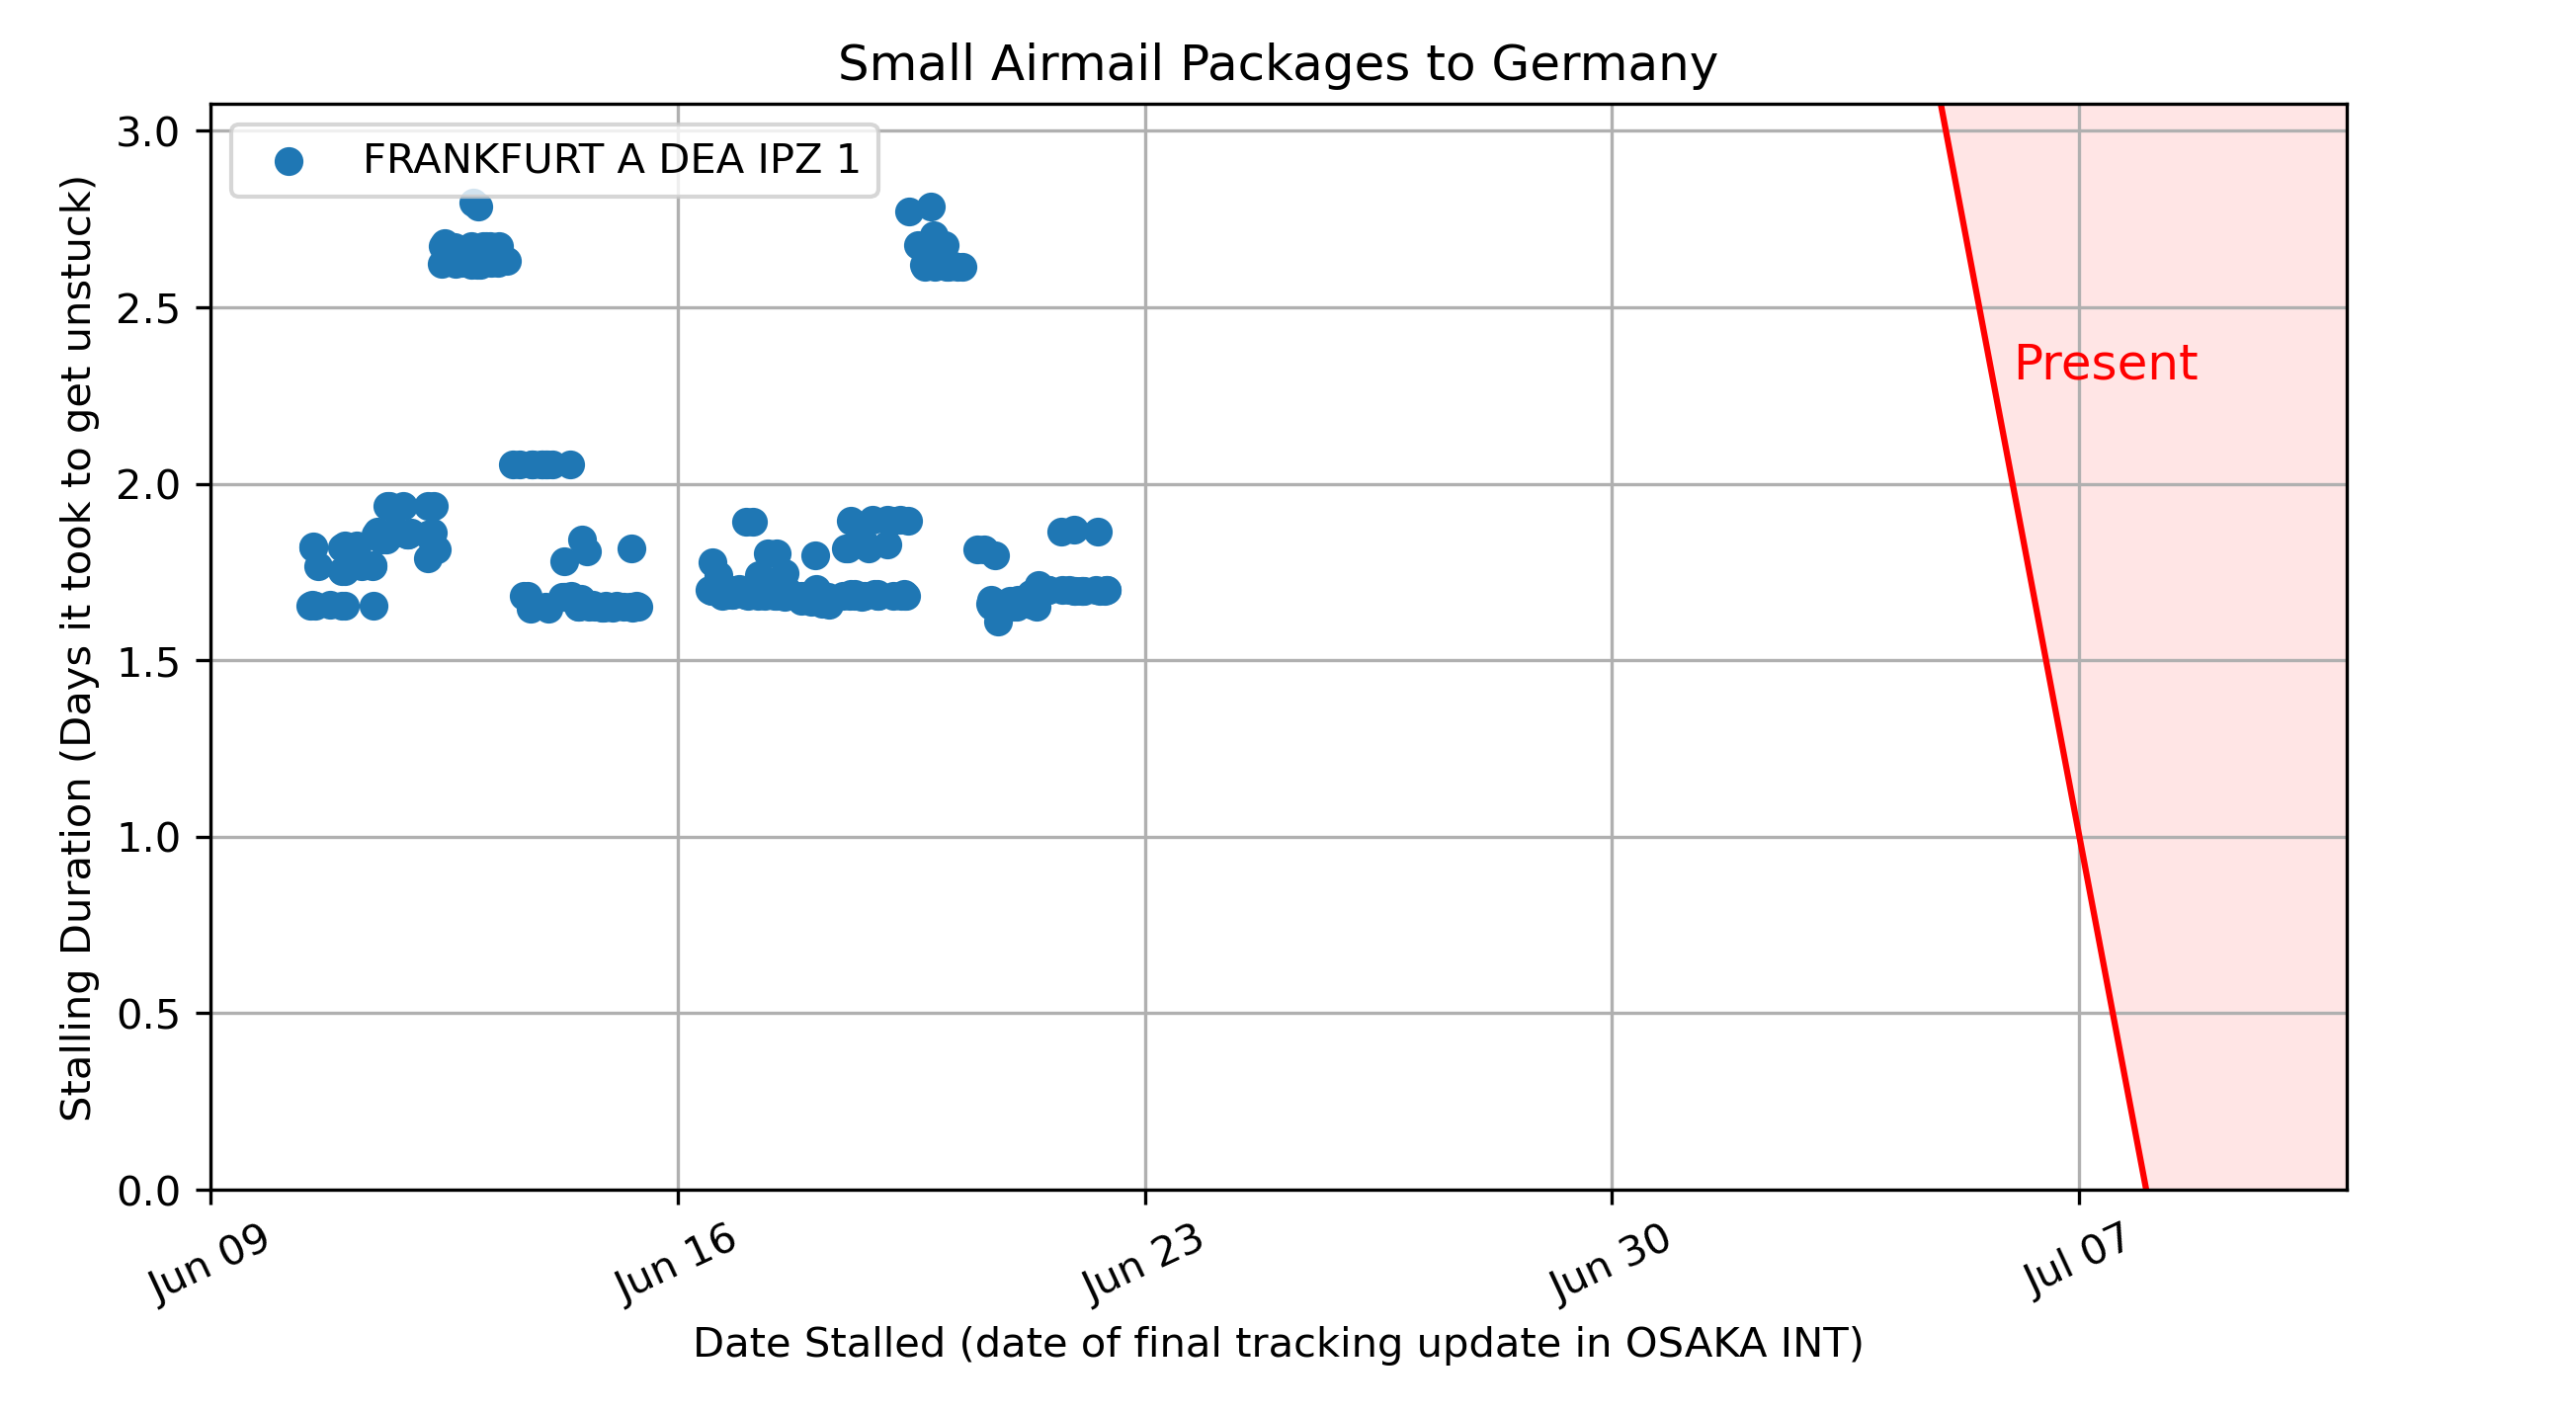 Small Airmail Packages to Germany
FRANKFURT A DEA IPZ 1
Present
Stalling Duration (Days it took to get unstuck)
3.0
2.5
2.0
1.5
1.0
0.5
0.0
Jun 09
Jun 16
Jun 23
Jun 30
Jul 07
Date Stalled (date of final tracking update in OSAKA INT)